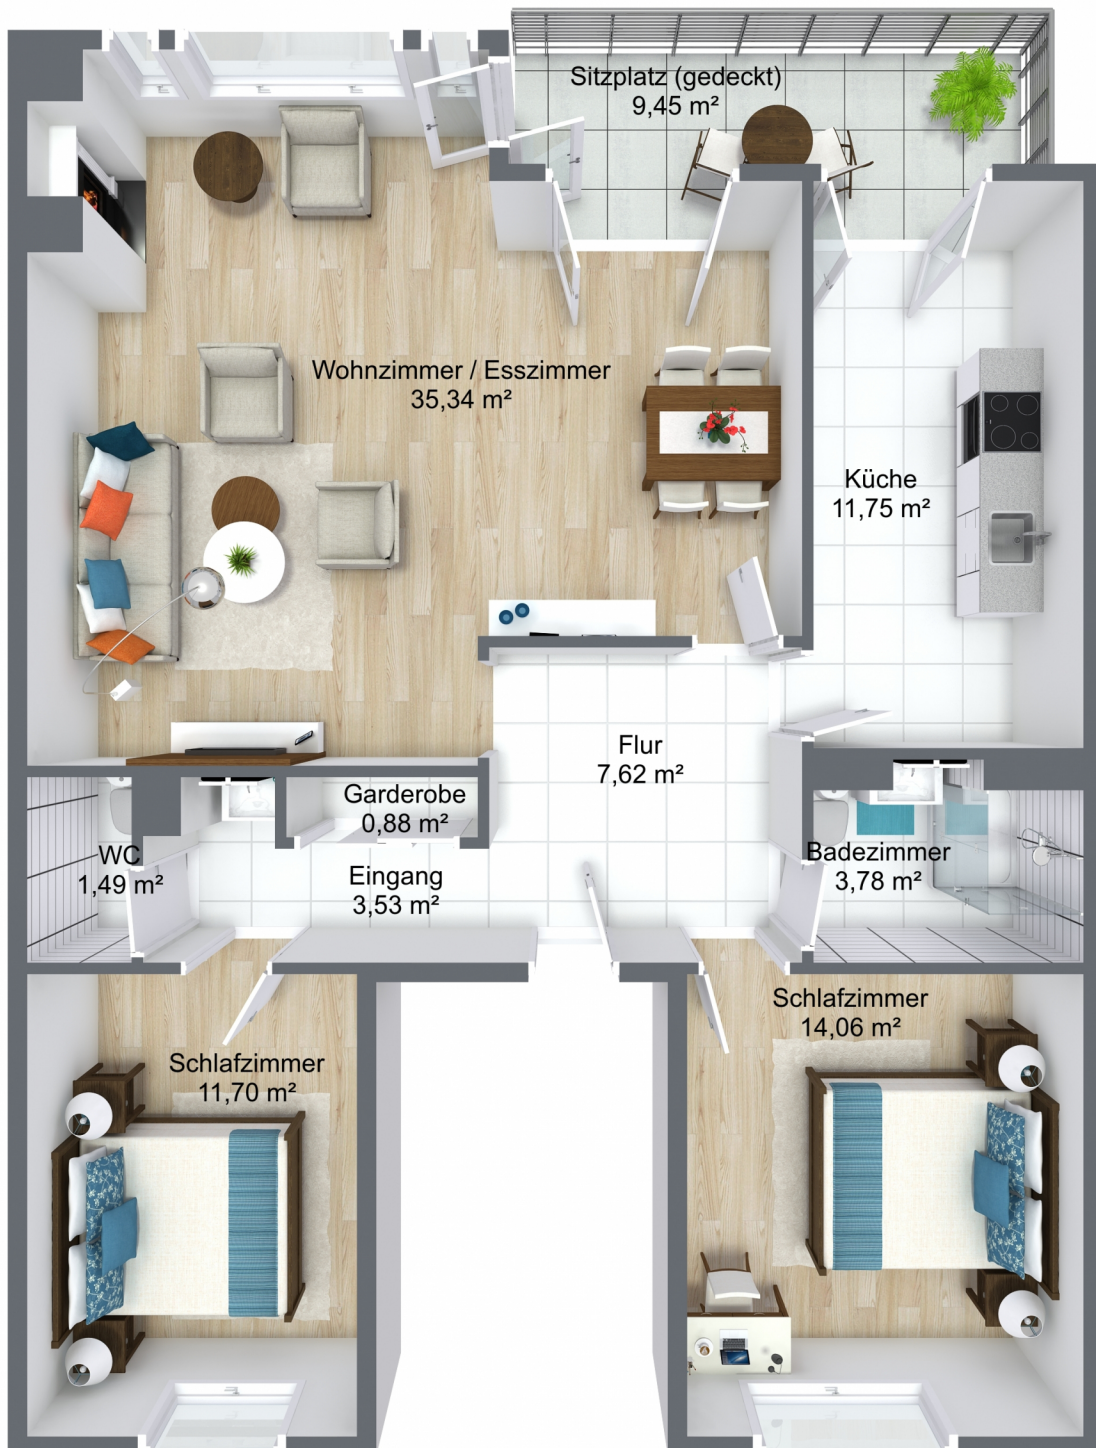 Sitzplatz (gedeckt)
9,45 m²
Wohnzimmer / Esszimmer
35,34 m²
Küche
11,75 m²
Flur
7,62 m²
Garderobe
0,88 m²
WC
1,49 m²
Eingang
3,53 m²
Badezimmer
3,78 m²
Schlafzimmer
14,06 m²
Schlafzimmer
11,70 m²